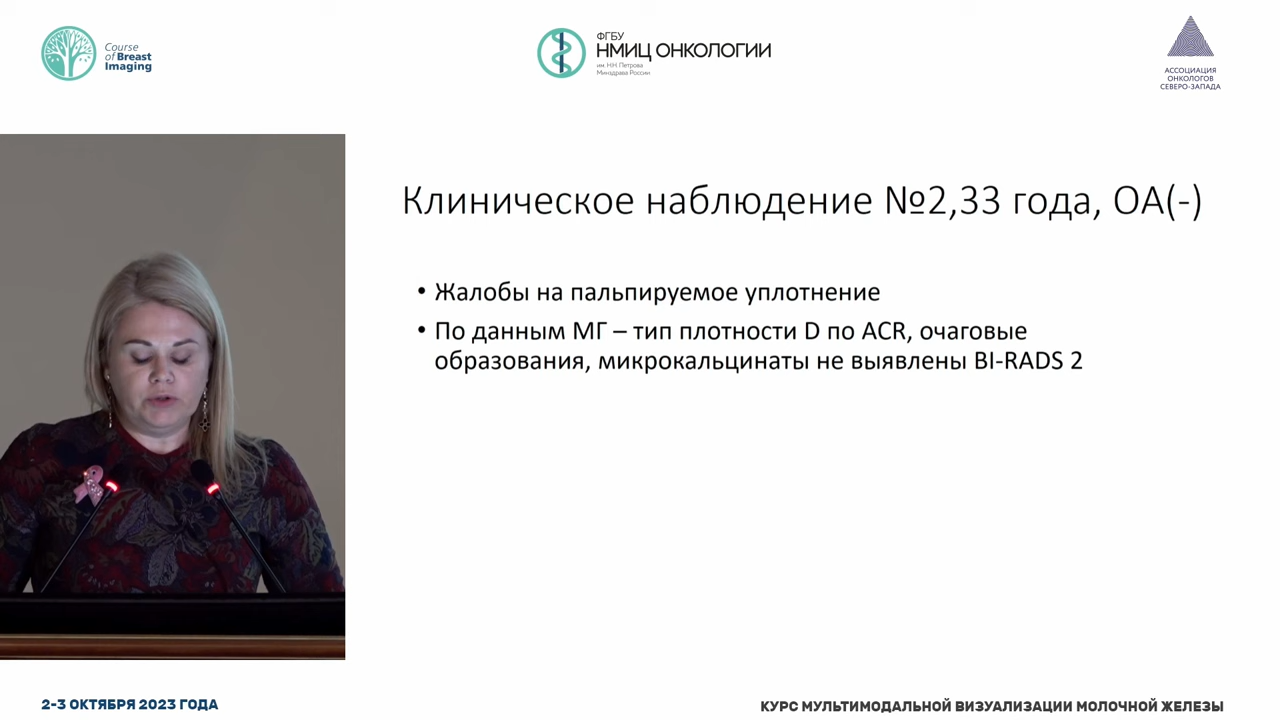 Course
of Breast
Imaging
ФГБУ
НМИЦ ОНКОЛОГИИ
им. Н.Н. Петрова
Минздрава России
АССОЦИАЦИЯ
ОНКОЛОГОВ
СЕВЕРО-ЗАПАДА
Клиническое наблюдение №2,33 года, ОА(-)
• Жалобы на пальпируемое уплотнение
• По данным МГ – тип плотности D по ACR, очаговые
образования, микрокальцинаты не выявлены BI-RADS 2
2-3 ОКТЯБРЯ 2023 ГОДА
КУРС МУЛЬТИМОДАЛЬНОЙ ВИЗУАЛИЗАЦИИ МОЛОЧНОЙ ЖЕЛЕЗЫ